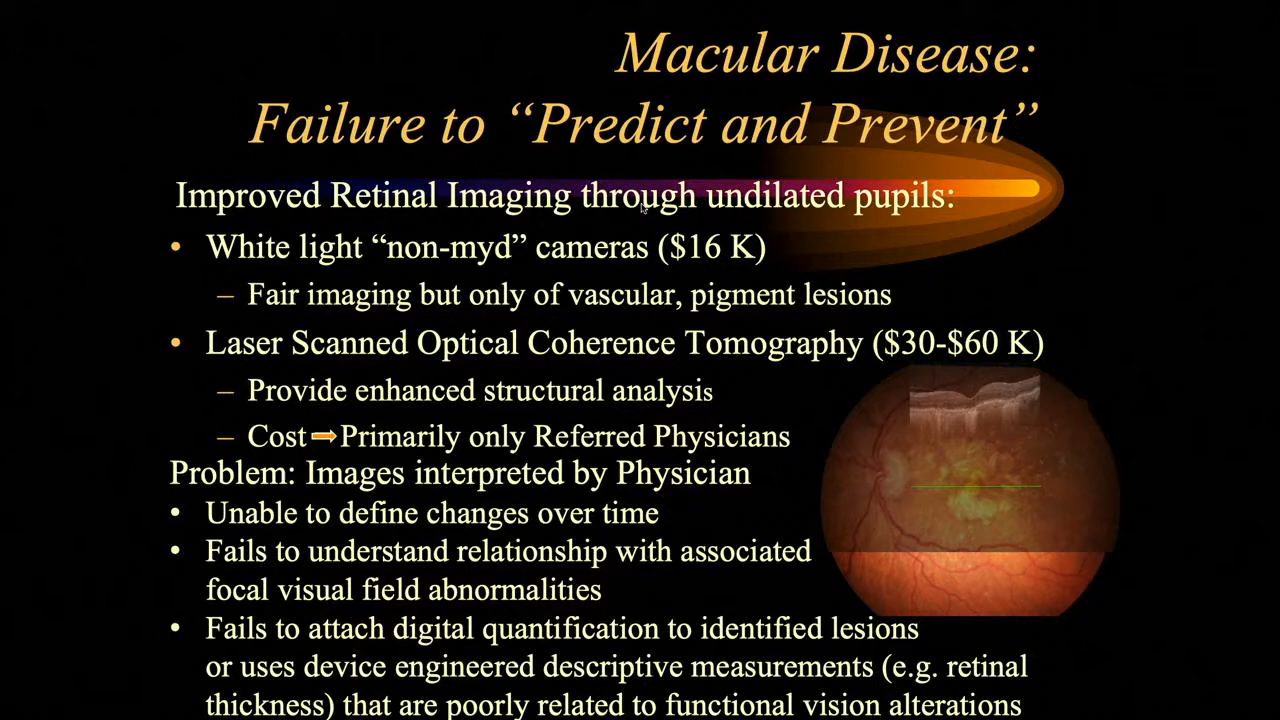 Macular Disease:
Failure to “Predict and Prevent”
Improved Retinal Imaging through undilated pupils:
• White light “non-myd” cameras ($16 K)
– Fair imaging but only of vascular, pigment lesions
• Laser Scanned Optical Coherence Tomography ($30-$60 K)
– Provide enhanced structural analysis
– Cost ➡ Primarily only Referred Physicians
Problem: Images interpreted by Physician
• Unable to define changes over time
• Fails to understand relationship with associated
focal visual field abnormalities
• Fails to attach digital quantification to identified lesions
or uses device engineered descriptive measurements (e.g. retinal
thickness) that are poorly related to functional vision alterations